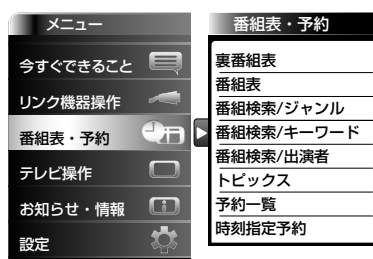 メニュー
今すぐできること
リンク機器操作
番組表・予約
テレビ操作
お知らせ・情報
設定
番組表・予約
裏番組表
番組表
番組検索/ジャンル
番組検索/キーワード
番組検索/出演者
トピックス
予約一覧
時刻指定予約